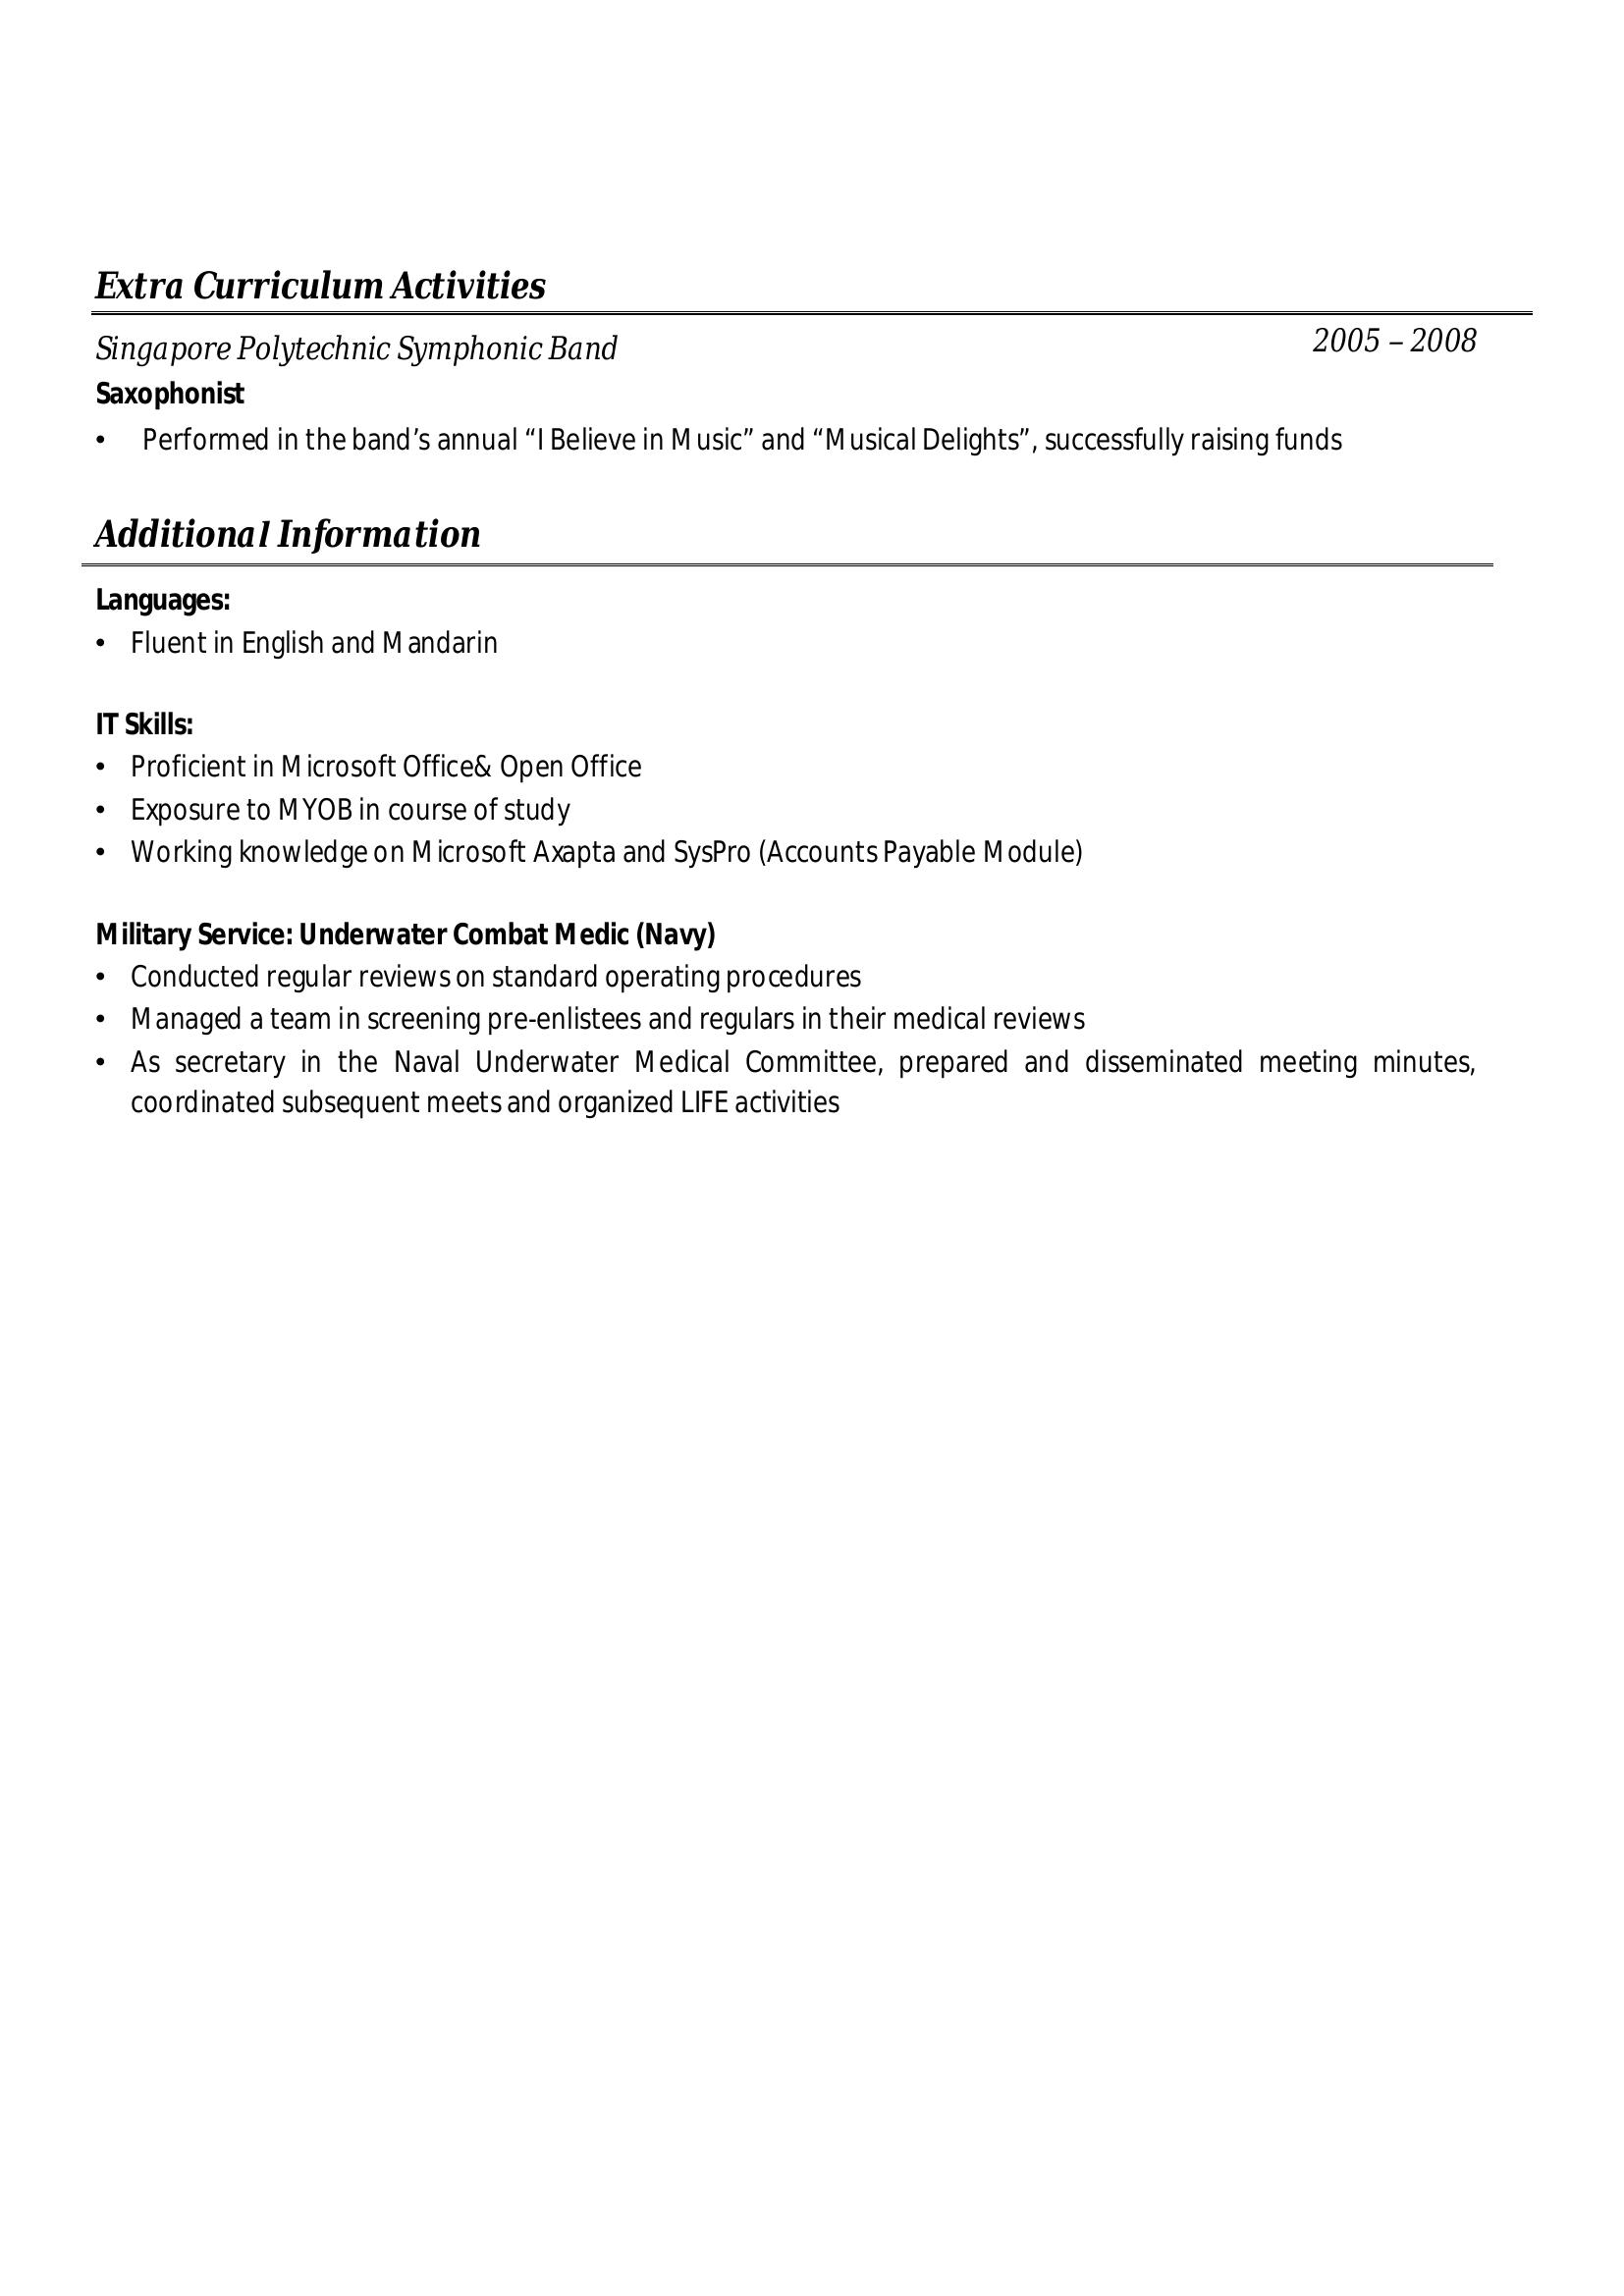 Extra Curriculum Activities
Singapore Polytechnic Symphonic Band 2005 – 2008
Saxophonist
• Performed in the band’s annual “I Believe in Music” and “Musical Delights”, successfully raising funds
Additional Information
Languages:
• Fluent in English and Mandarin
IT Skills:
• Proficient in Microsoft Office& Open Office
• Exposure to MYOB in course of study
• Working knowledge on Microsoft Axapta and SysPro (Accounts Payable Module)
Military Service: Underwater Combat Medic (Navy)
• Conducted regular reviews on standard operating procedures
• Managed a team in screening pre-enlistees and regulars in their medical reviews
• As secretary in the Naval Underwater Medical Committee, prepared and disseminated meeting minutes,
coordinated subsequent meets and organized LIFE activities